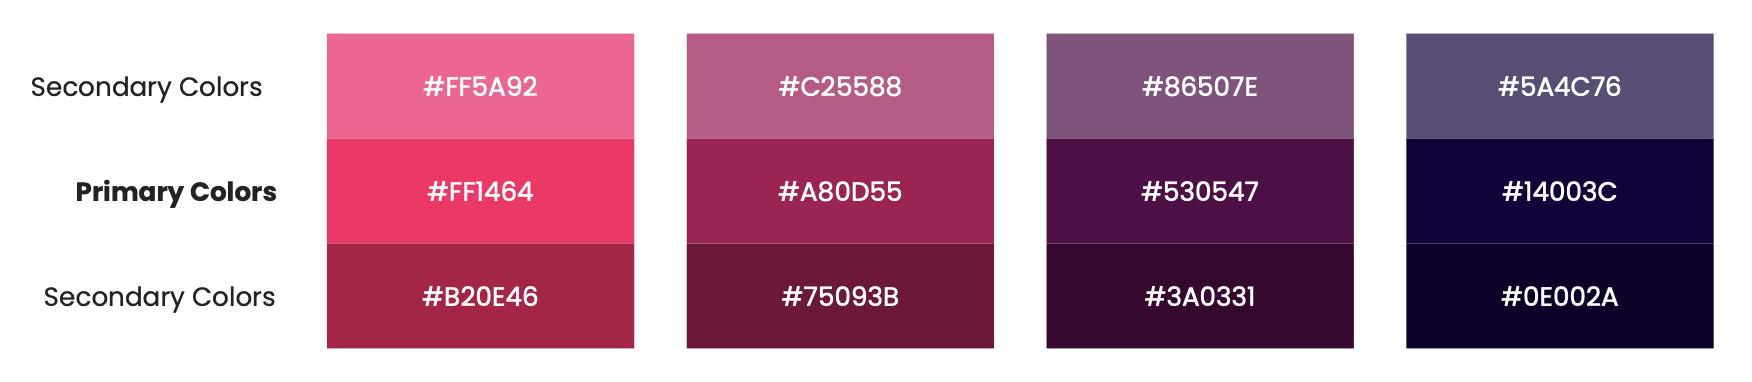 Secondary Colors #FF5A92 #C25588 #86507E #5A4C76
Primary Colors #FF1464 #A80D55 #530547 #14003C
Secondary Colors #B20E46 #75093B #3A0331 #0E002A